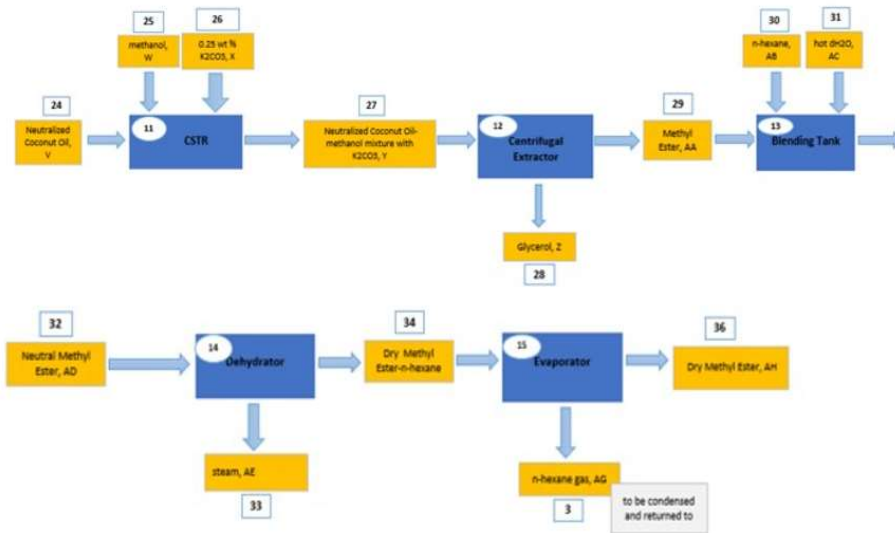 25
26
methanol,
W
0.25 wt %
K2CO3, X
30
31
n-hexane,
AB
hot dH2O,
AC
24
Neutralized
Coconut Oil,
V
11
CSTR
27
Neutralized Coconut Oil-
methanol mixture with
K2CO3, Y
12
Centrifugal
Extractor
29
Methyl
Ester, AA
13
Blending Tank
Glycerol, Z
28
32
Neutral Methyl
Ester, AD
14
Dehydrator
34
Dry Methyl
Ester-n-hexane
15
Evaporator
36
Dry Methyl Ester, AH
steam, AE
33
n-hexane gas, AG
3
to be condensed
and returned to